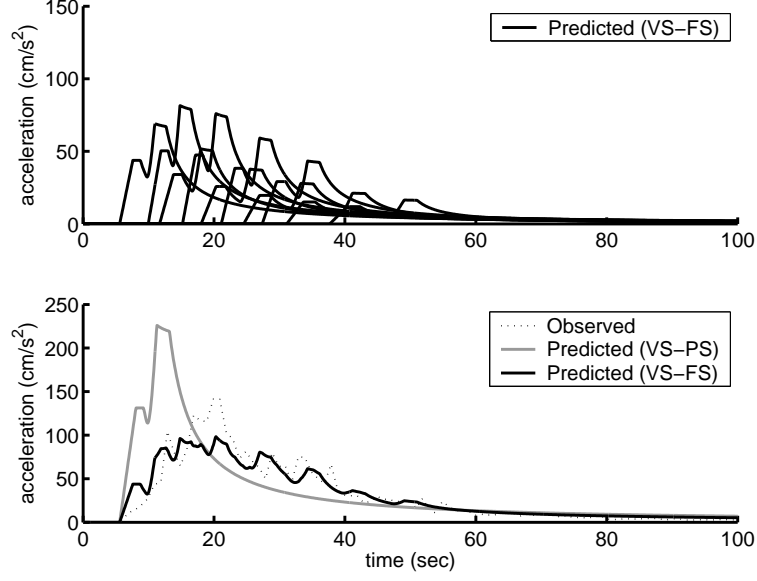 150
100
50
0
acceleration (cm/s²)
Predicted (VS−FS)
0 20 40 60 80 100
250
200
150
100
50
0
acceleration (cm/s²)
Observed
Predicted (VS−PS)
Predicted (VS−FS)
0 20 40 60 80 100
time (sec)